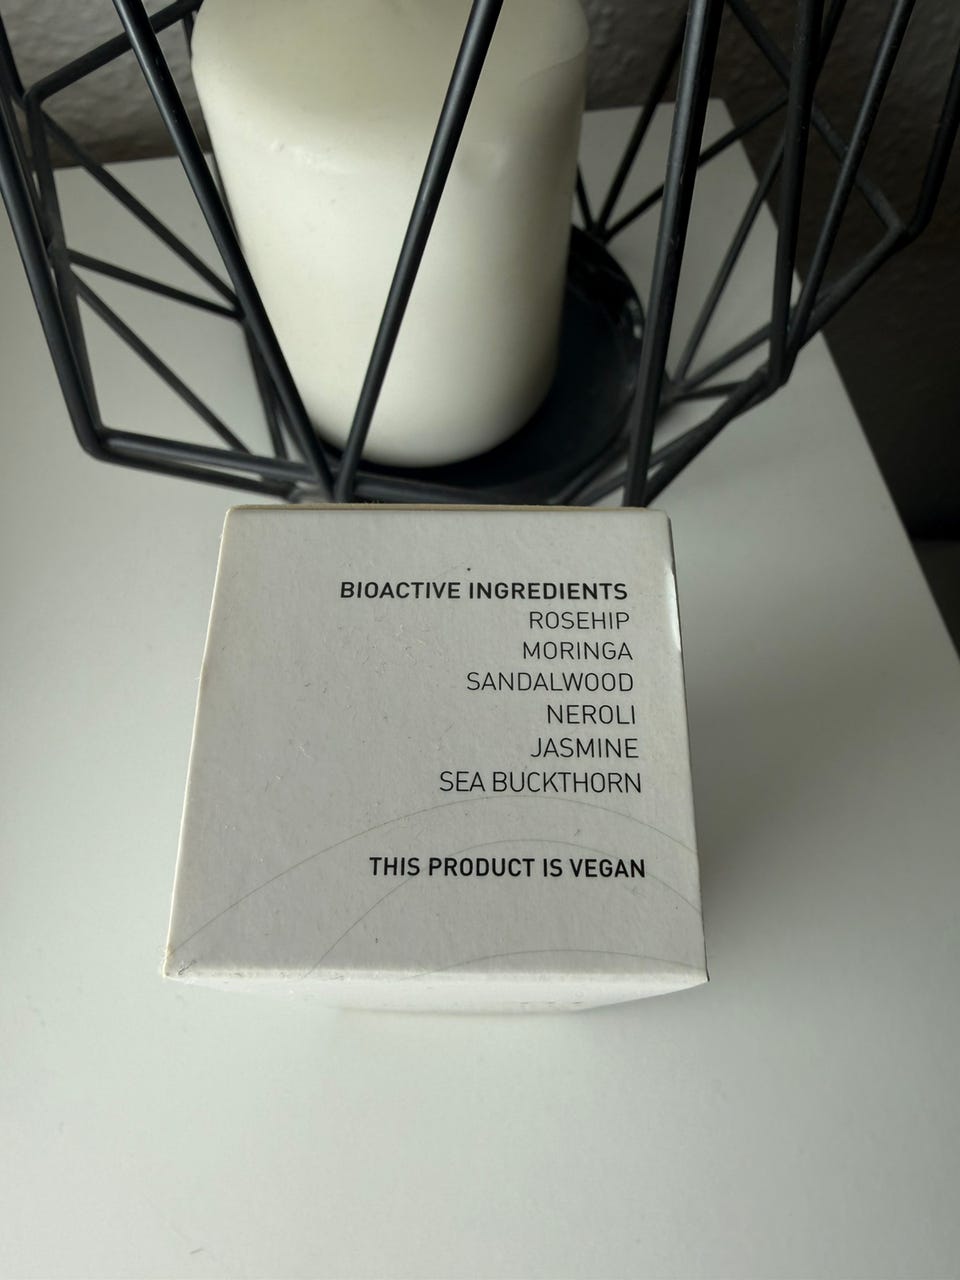 BIOACTIVE INGREDIENTS
ROSEHIP
MORINGA
SANDALWOOD
NEROLI
JASMINE
SEA BUCKTHORN
THIS PRODUCT IS VEGAN